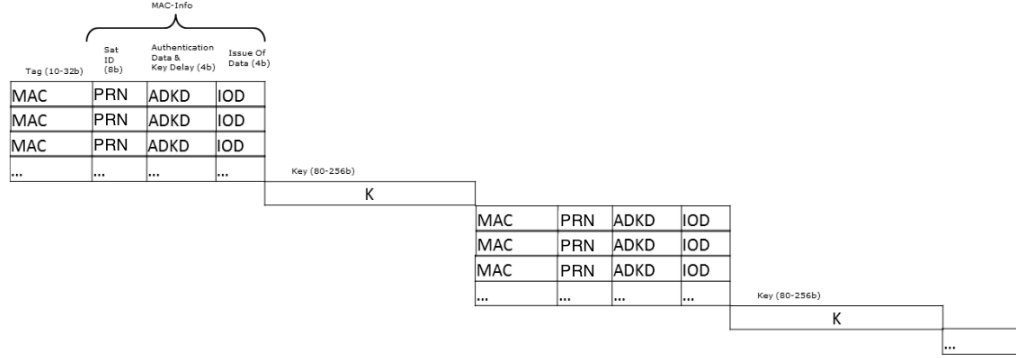 MAC-Info
Tag (10-32b)
Sat
ID
(8b)
Authentication
Data &
Key Delay (4b)
Issue Of
Data (4b)
MAC PRN ADKD IOD
MAC PRN ADKD IOD
MAC PRN ADKD IOD
... ... ... ...
Key (80-256b)
K
MAC PRN ADKD IOD
MAC PRN ADKD IOD
MAC PRN ADKD IOD
... ... ... ...
Key (80-256b)
K
...